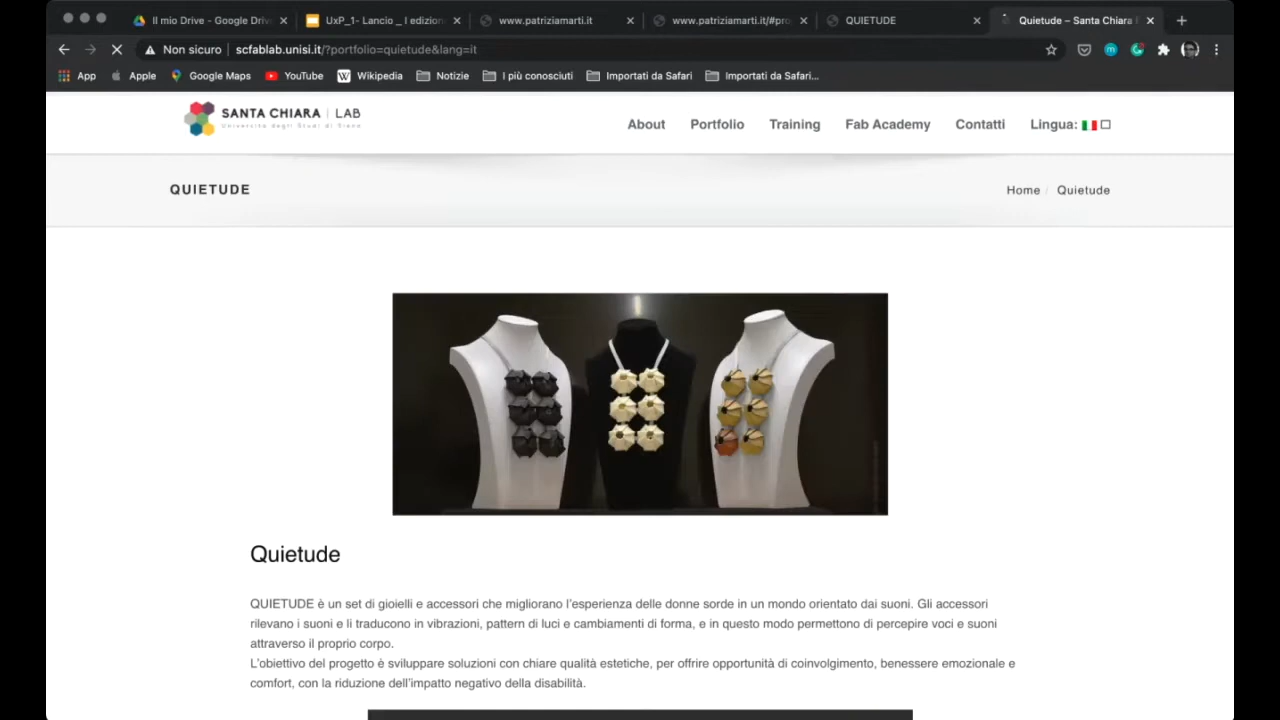 Il mio Drive - Google Drive
UxP_1- Lancio _ I edizion
www.patriziamarti.it
www.patriziamarti.it/#pro
QUIETUDE
Quietude – Santa Chiara
Non sicuro
scfablab.unisi.it/?portfolio=quietude&lang=it
App
Apple
Google Maps
YouTube
Wikipedia
Notizie
I più conosciuti
Importati da Safari
Importati da Safari...
SANTA CHIARA | LAB
Università degli Studi di Siena
About
Portfolio
Training
Fab Academy
Contatti
Lingua:
QUIETUDE
Home / Quietude
Quietude
QUIETUDE è un set di gioielli e accessori che migliorano l'esperienza delle donne sorde in un mondo orientato dai suoni. Gli accessori
rilevano i suoni e li traducono in vibrazioni, pattern di luci e cambiamenti di forma, e in questo modo permettono di percepire voci e suoni
attraverso il proprio corpo.
L'obiettivo del progetto è sviluppare soluzioni con chiare qualità estetiche, per offrire opportunità di coinvolgimento, benessere emozionale e
comfort, con la riduzione dell'impatto negativo della disabilità.